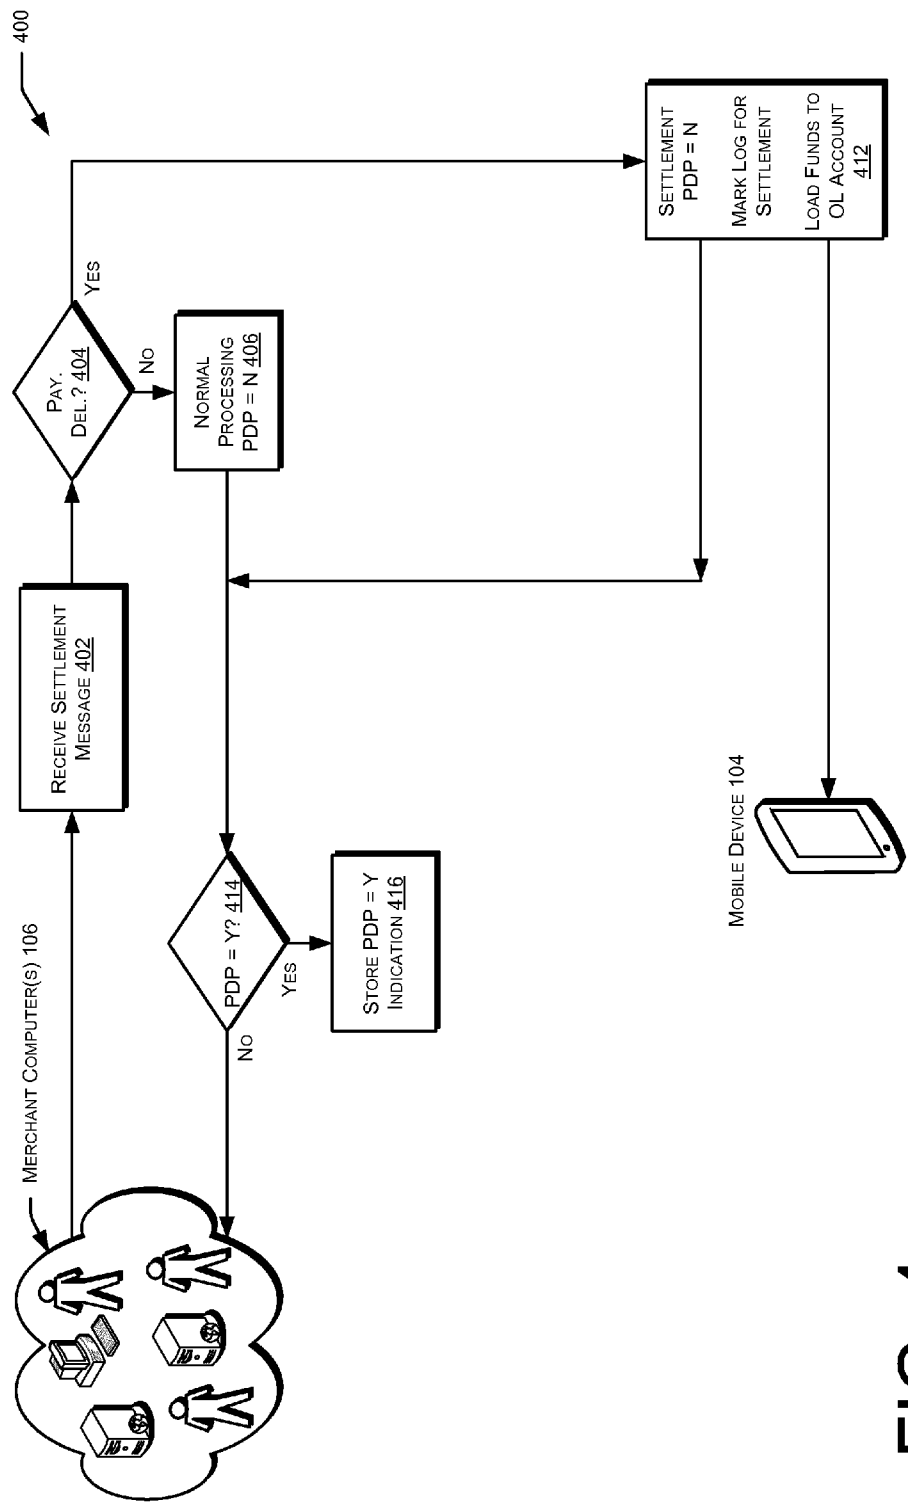 400
MERCHANT COMPUTER(S) 106
RECEIVE SETTLEMENT
MESSAGE 402
PAY.
DEL.? 404
YES
NO
NORMAL
PROCESSING
PDP = N 406
PDP = Y? 414
NO
YES
STORE PDP = Y
INDICATION 416
SETTLEMENT
PDP = N
MARK LOG FOR
SETTLEMENT
LOAD FUNDS TO
OL ACCOUNT
412
MOBILE DEVICE 104